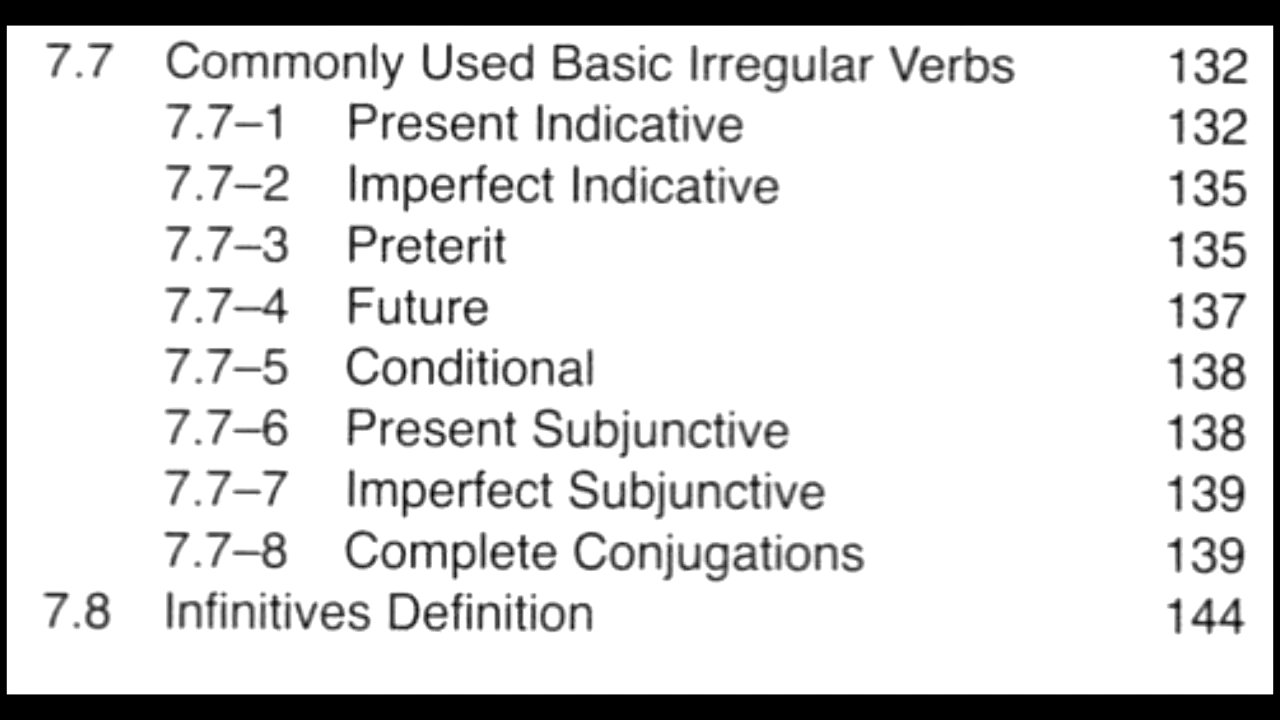 7.7 Commonly Used Basic Irregular Verbs 132
7.7–1 Present Indicative 132
7.7–2 Imperfect Indicative 135
7.7–3 Preterit 135
7.7–4 Future 137
7.7–5 Conditional 138
7.7–6 Present Subjunctive 138
7.7–7 Imperfect Subjunctive 139
7.7–8 Complete Conjugations 139
7.8 Infinitives Definition 144